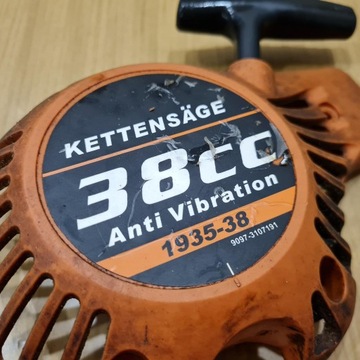 KETTENSÄGE
38cc
Anti Vibration
1935-38
9097-3107191